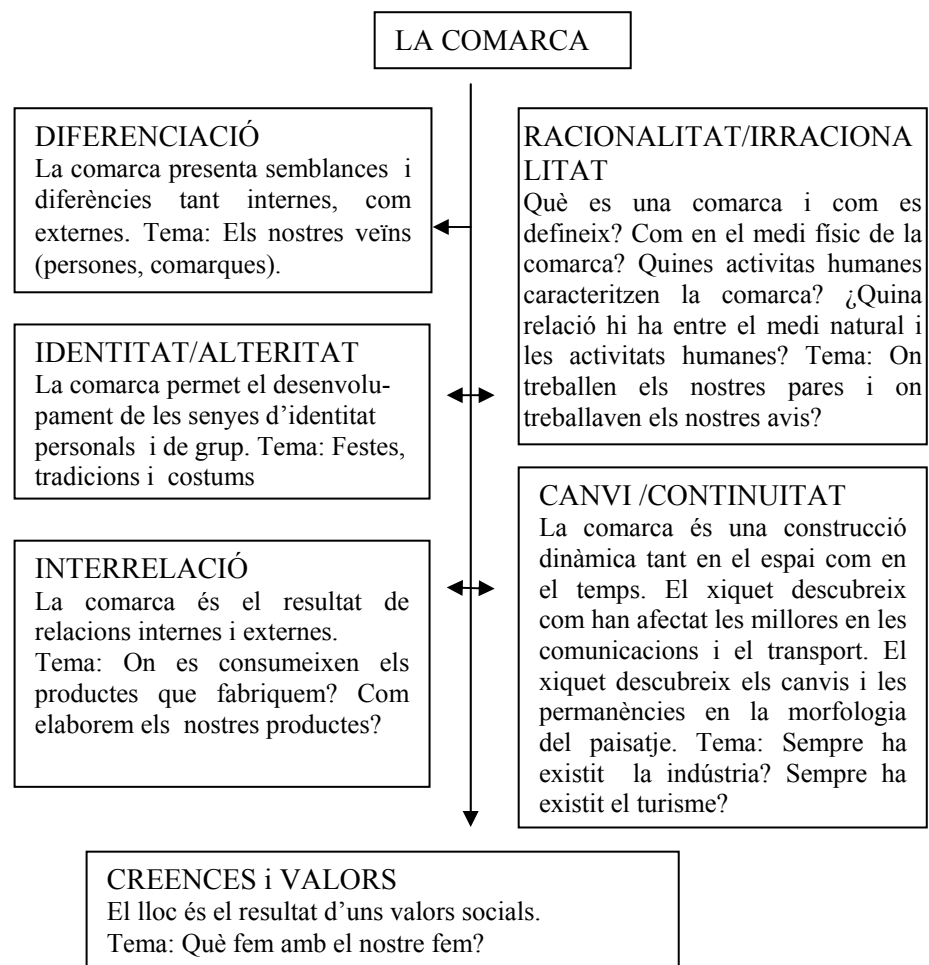 LA COMARCA
DIFERENCIACIÓ
La comarca presenta semblances i
diferències tant internes, com
externes. Tema: Els nostres veïns
(persones, comarques).
RACIONALITAT/IRRACIONA
LITAT
Què es una comarca i com es
defineix? Com en el medi físic de la
comarca? Quines activitas humanes
caracteritzen la comarca? ¿Quina
relació hi ha entre el medi natural i
les activitats humanes? Tema: On
treballen els nostres pares i on
treballaven els nostres avis?
IDENTITAT/ALTERITAT
La comarca permet el desenvolu-
pament de les senyes d’identitat
personals i de grup. Tema: Festes,
tradicions i costums
CANVI /CONTINUITAT
La comarca és una construcció
dinàmica tant en el espai com en
el temps. El xiquet descubreix
com han afectat les millores en les
comunicacions i el transport. El
xiquet descubreix els canvis i les
permanències en la morfologia
del paisatje. Tema: Sempre ha
existit la indústria? Sempre ha
existit el turisme?
INTERRELACIÓ
La comarca és el resultat de
relacions internes i externes.
Tema: On es consumeixen els
productes que fabriquem? Com
elaborem els nostres productes?
CREENCES i VALORS
El lloc és el resultat d’uns valors socials.
Tema: Què fem amb el nostre fem?